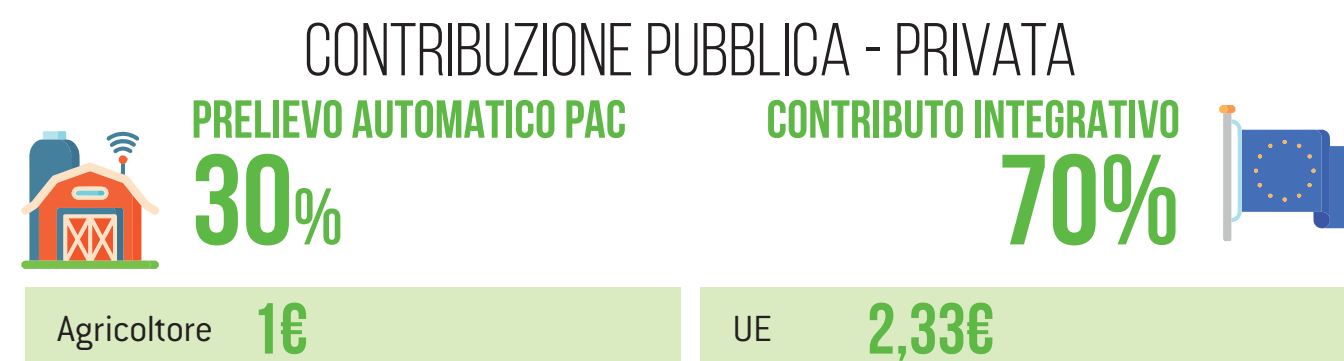 CONTRIBUZIONE PUBBLICA - PRIVATA
PRELIEVO AUTOMATICO PAC
30%
CONTRIBUTO INTEGRATIVO
70%
Agricoltore 1€
UE 2,33€